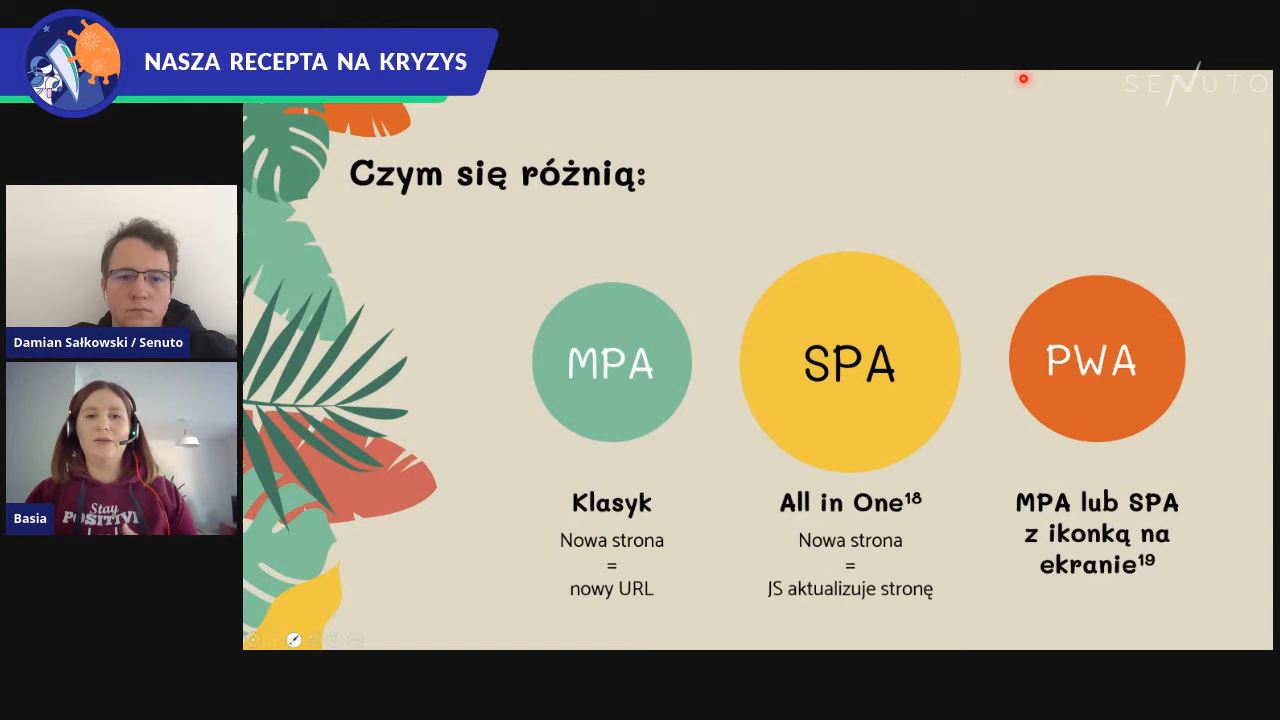 NASZA RECEPTA NA KRYZYS
SENUTO
Czym się różnią:
MPA
SPA
PWA
Klasyk
Nowa strona
=
nowy URL
All in One¹⁸
Nowa strona
=
JS aktualizuje stronę
MPA lub SPA
z ikonką na
ekranie¹⁹
Damian Sałkowski / Senuto
Stay
Basia